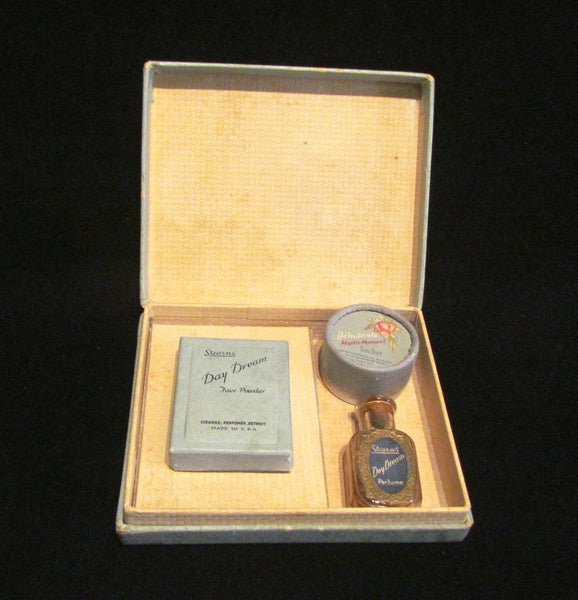 Stearns'
Day Dream
Face Powder
STEARNS, PERFUMER, DETROIT
MADE IN U.S.A
Debutante
Sachet
Stearns
Day Dream
Perfume